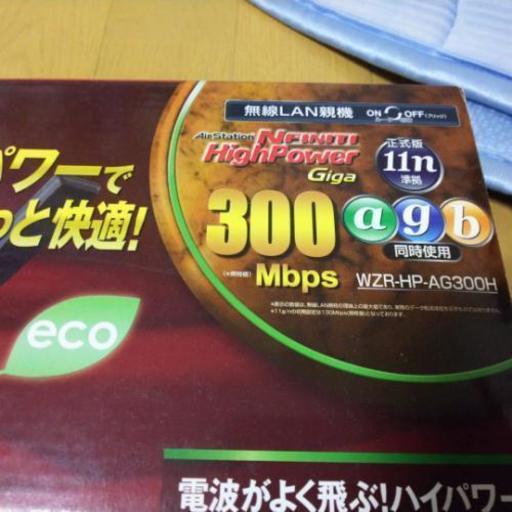 無線LAN親機 ON OFF
AirStation NFINITI
HighPower
Giga
正式版
11n
準拠
パワーで
っと快適!
300
Mbps
a g b
同時使用
WZR-HP-AG300H
eco
電波がよく飛ぶ!ハイパワー